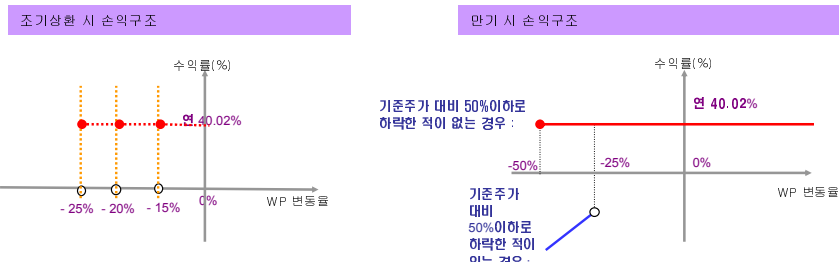 조기상환 시 손익구조
수익률(%)
연 40.02%
0%
- 25% - 20% - 15%
WP 변동율
만기 시 손익구조
수익률(%)
기준주가 대비 50%이하로
하락한 적이 없는 경우 :
연 40.02%
-50%
-25%
0%
WP 변동율
기준주가
대비
50%이하로
하락한 적이
있는 경우 :